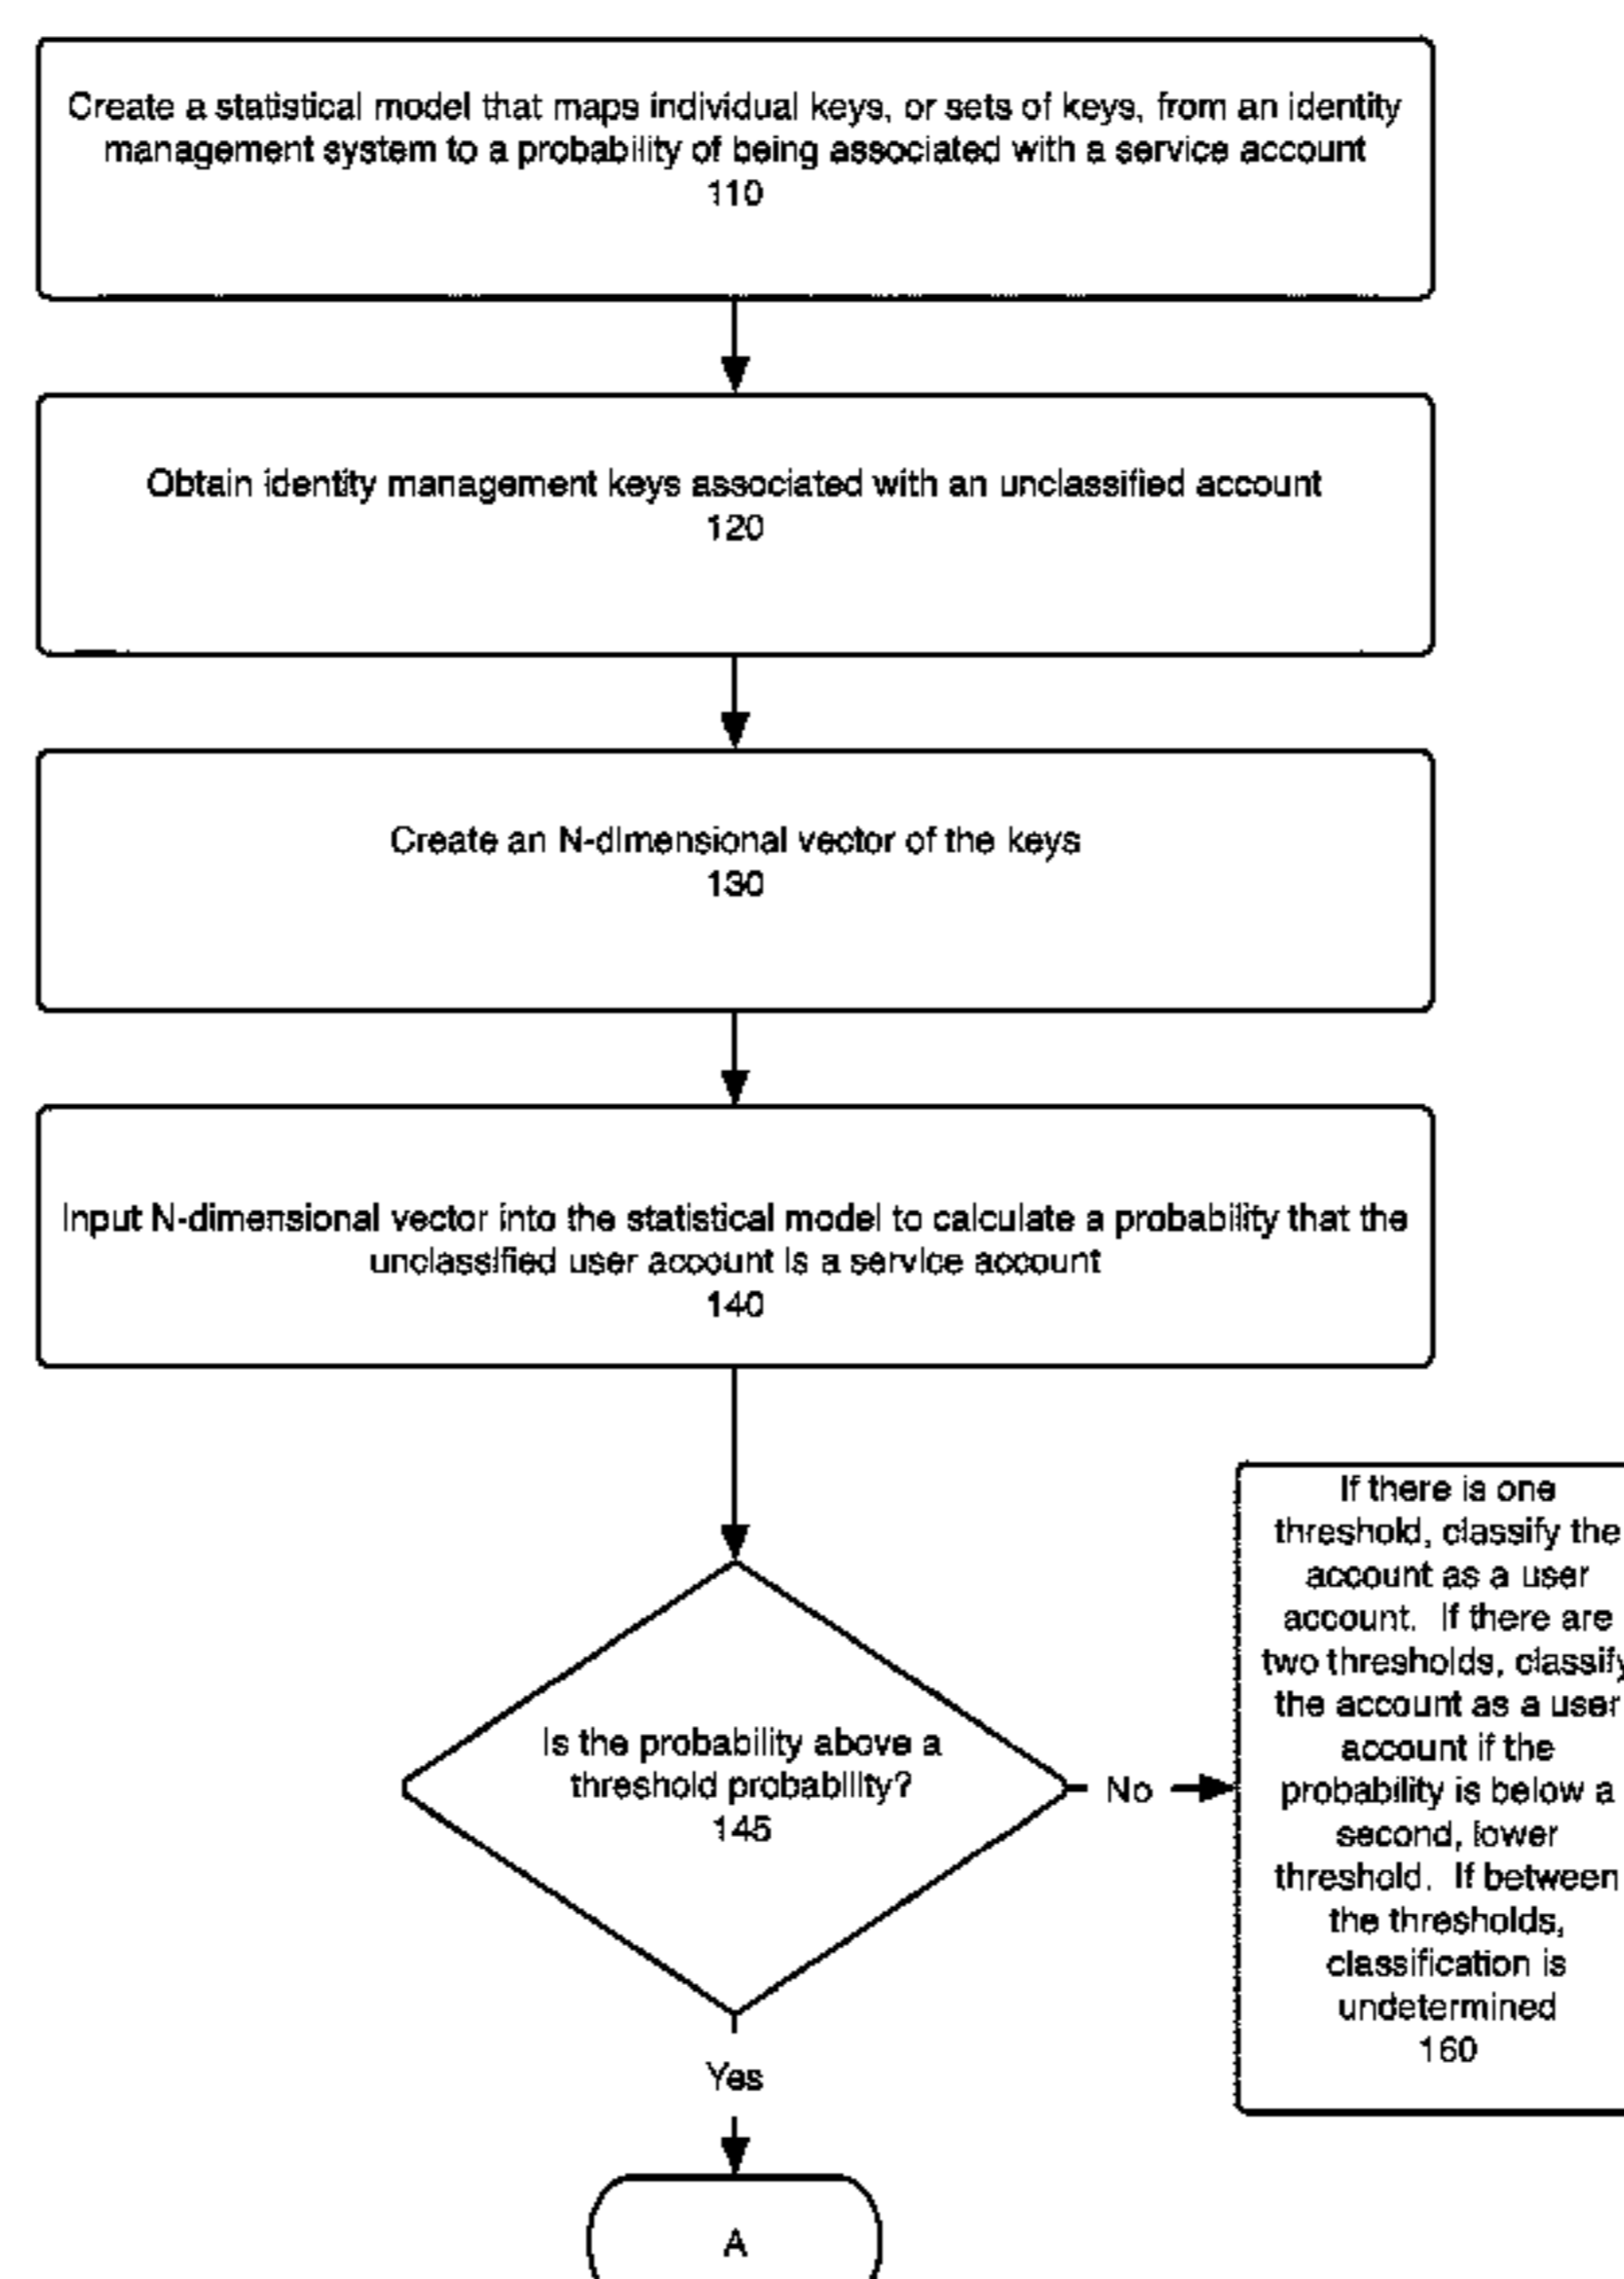 Create a statistical model that maps individual keys, or sets of keys, from an identity
management system to a probability of being associated with a service account
110
Obtain identity management keys associated with an unclassified account
120
Create an N-dimensional vector of the keys
130
Input N-dimensional vector into the statistical model to calculate a probability that the
unclassified user account is a service account
140
Is the probability above a
threshold probability?
145
No
If there is one
threshold, classify the
account as a user
account. If there are
two thresholds, classify
the account as a user
account if the
probability is below a
second, lower
threshold. If between
the thresholds,
classification is
undetermined
160
Yes
A